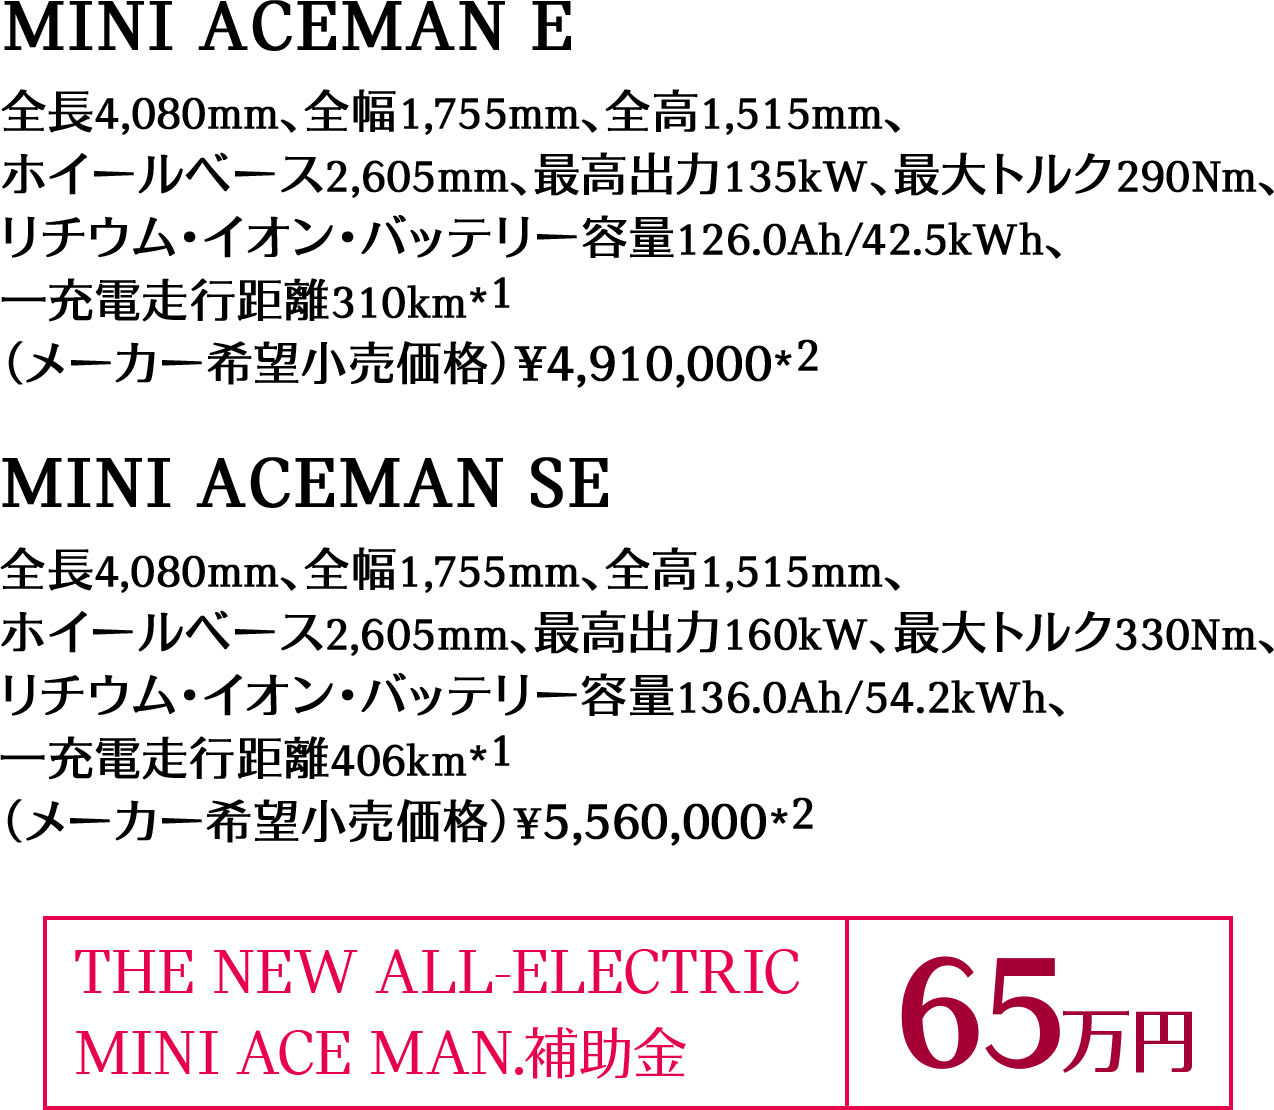 MINI ACEMAN E
全長4,080mm、全幅1,755mm、全高1,515mm、
ホイールベース2,605mm、最高出力135kW、最大トルク290Nm、
リチウム・イオン・バッテリー容量126.0Ah/42.5kWh、
一充電走行距離310km*1
（メーカー希望小売価格）¥4,910,000*2
MINI ACEMAN SE
全長4,080mm、全幅1,755mm、全高1,515mm、
ホイールベース2,605mm、最高出力160kW、最大トルク330Nm、
リチウム・イオン・バッテリー容量136.0Ah/54.2kWh、
一充電走行距離406km*1
（メーカー希望小売価格）¥5,560,000*2
THE NEW ALL-ELECTRIC
MINI ACE MAN.補助金
65万円